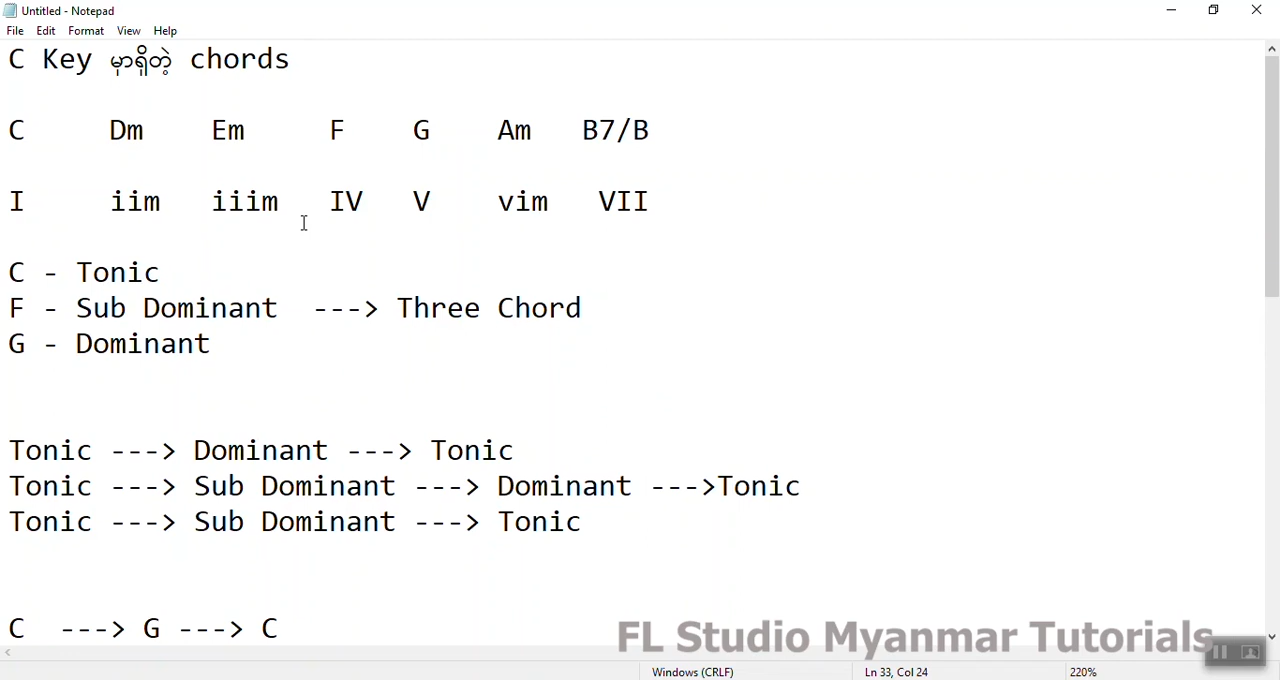 Untitled - Notepad
File Edit Format View Help
C Key မှာရှိတဲ့ chords
C Dm Em F G Am B7/B
I iim iiim IV V vim VII
C - Tonic
F - Sub Dominant ---> Three Chord
G - Dominant
Tonic ---> Dominant ---> Tonic
Tonic ---> Sub Dominant ---> Dominant --->Tonic
Tonic ---> Sub Dominant ---> Tonic
C ---> G ---> C
FL Studio Myanmar Tutorials
Windows (CRLF) Ln 33, Col 24 220%